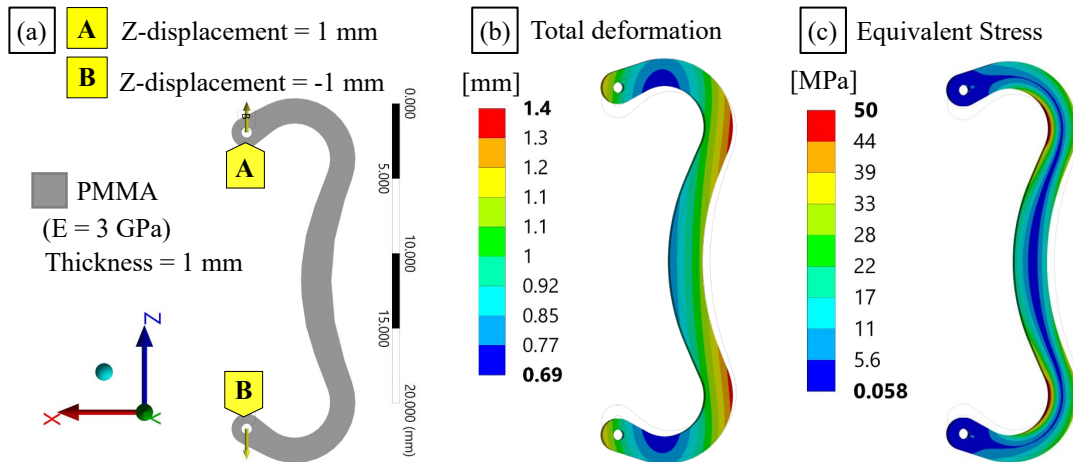 (a)
A Z-displacement = 1 mm
B Z-displacement = -1 mm
B
A
B
PMMA
(E = 3 GPa)
Thickness = 1 mm
Z
X
Y
0.000
5.000
10.000
15.000
20.000 (mm)
(b) Total deformation
[mm]
1.4
1.3
1.2
1.1
1.1
1
0.92
0.85
0.77
0.69
(c) Equivalent Stress
[MPa]
50
44
39
33
28
22
17
11
5.6
0.058